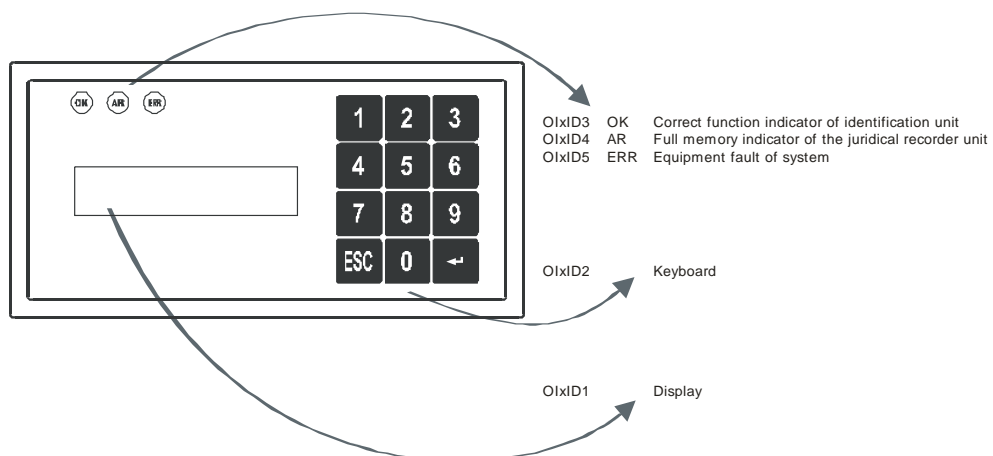 OK AR ERR
1 2 3
4 5 6
7 8 9
ESC 0
OIxID3 OK Correct function indicator of identification unit
OIxID4 AR Full memory indicator of the juridical recorder unit
OIxID5 ERR Equipment fault of system
OIxID2 Keyboard
OIxID1 Display